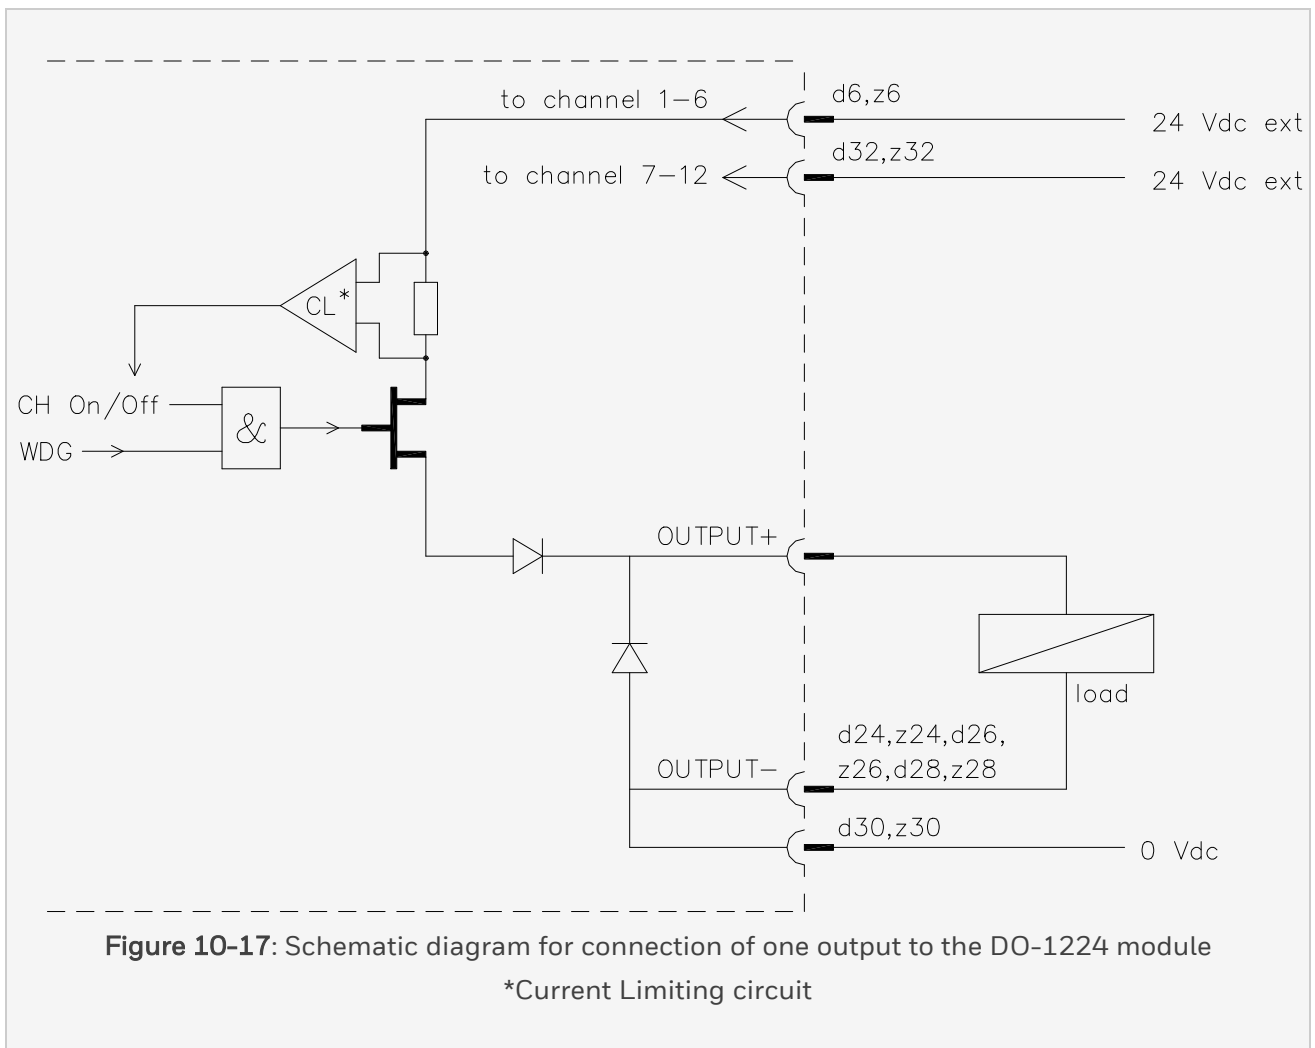 to channel 1-6
d6,z6
24 Vdc ext
to channel 7-12
d32,z32
24 Vdc ext
CL*
CH On/Off
&
WDG
OUTPUT+
load
OUTPUT-
d24,z24,d26,
z26,d28,z28
d30,z30
0 Vdc
Figure 10-17: Schematic diagram for connection of one output to the DO-1224 module
*Current Limiting circuit